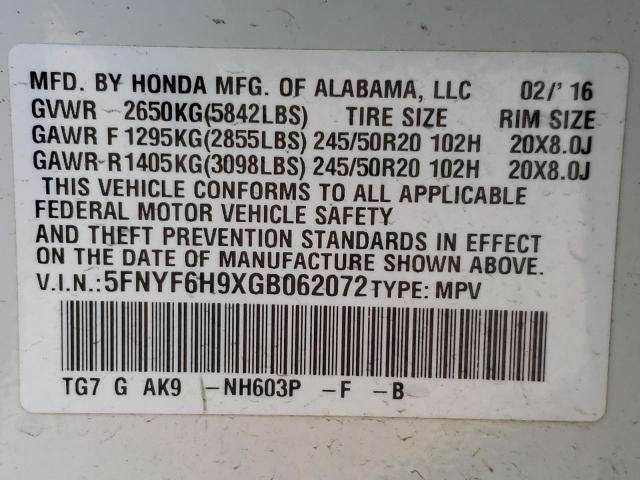 MFD. BY HONDA MFG. OF ALABAMA, LLC 02/'16
GVWR 2650KG(5842LBS) TIRE SIZE RIM SIZE
GAWR F 1295KG(2855LBS) 245/50R20 102H 20X8.0J
GAWR R 1405KG(3098LBS) 245/50R20 102H 20X8.0J
THIS VEHICLE CONFORMS TO ALL APPLICABLE
FEDERAL MOTOR VEHICLE SAFETY
AND THEFT PREVENTION STANDARDS IN EFFECT
ON THE DATE OF MANUFACTURE SHOWN ABOVE.
V.I.N.:5FNYF6H9XGB062072 TYPE: MPV
TG7 G AK9 -NH603P -F -B